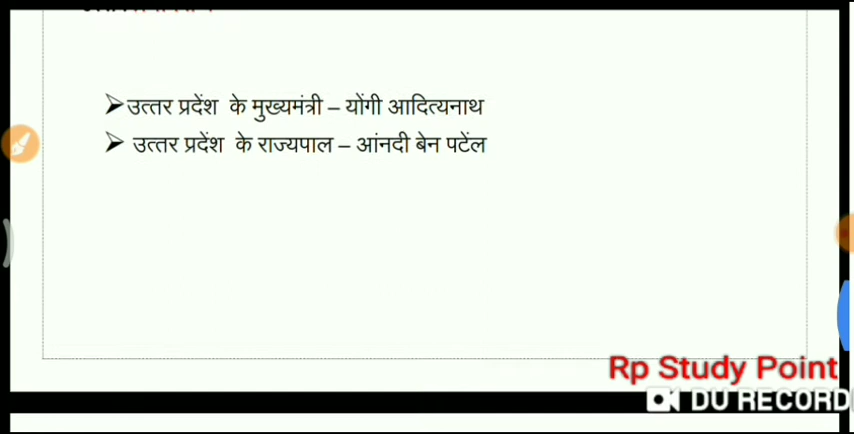 ➢उत्तर प्रदेंश के मुख्यमंत्री – योंगी आदित्यनाथ
➢ उत्तर प्रदेंश के राज्यपाल – आंनदी बेन पटेंल
Rp Study Point
DU RECORD